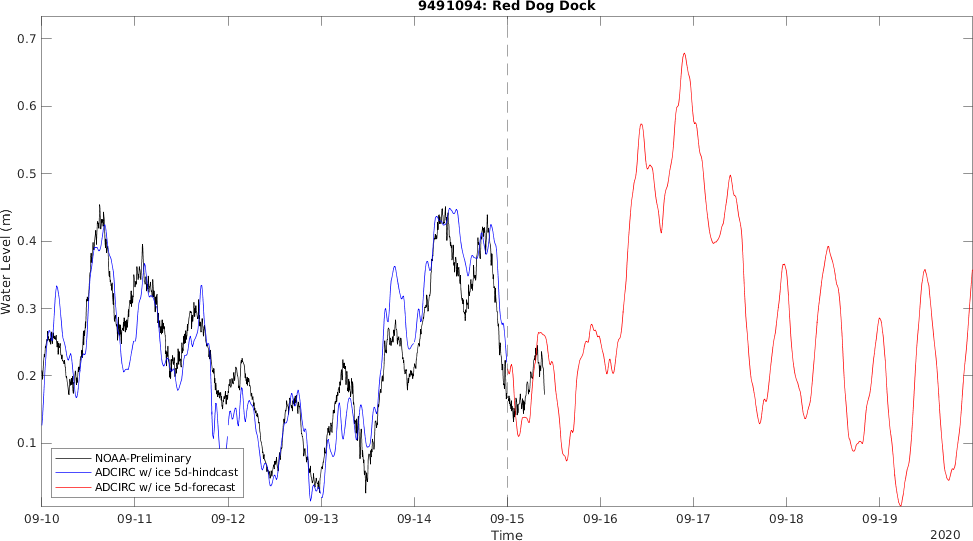 9491094: Red Dog Dock
0.7
0.6
0.5
0.4
0.3
0.2
0.1
Water Level (m)
NOAA-Preliminary
ADCIRC w/ ice 5d-hindcast
ADCIRC w/ ice 5d-forecast
09-10 09-11 09-12 09-13 09-14 09-15 09-16 09-17 09-18 09-19
Time
2020